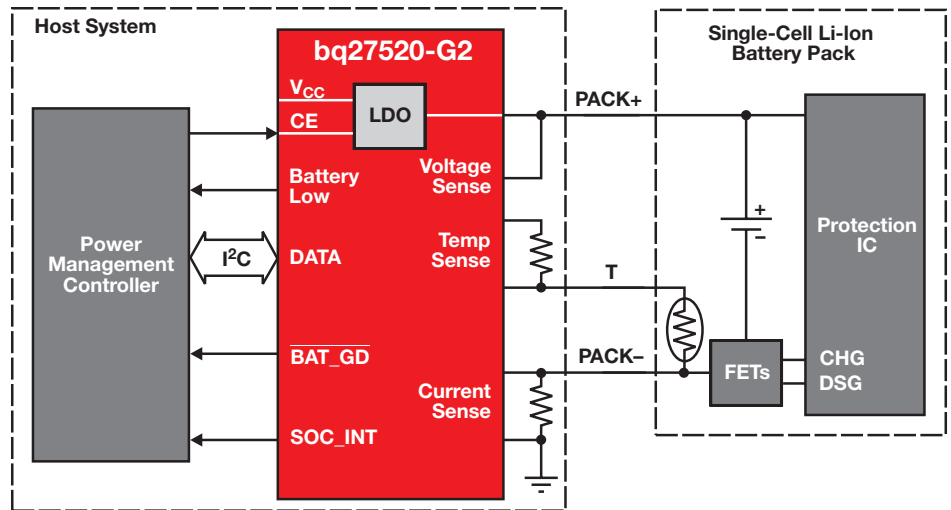 Host System
bq27520-G2
VCC
LDO
CE
Battery
Low
Voltage
Sense
Power
Management
Controller
I2C
DATA
Temp
Sense
BAT_GD
Current
Sense
SOC_INT
PACK+
T
PACK–
Single-Cell Li-Ion
Battery Pack
+
–
Protection
IC
FETs
CHG
DSG